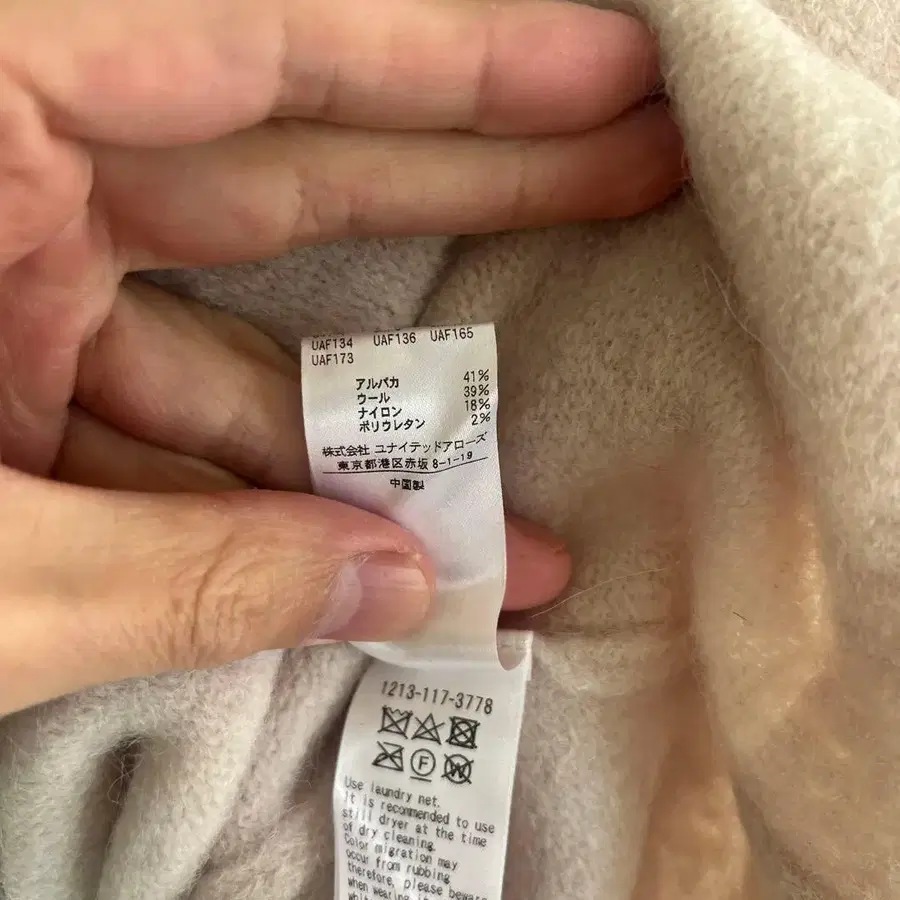 UAF134 UAF136 UAF165
UAF173
アルパカ 41%
ウール 39%
ナイロン 18%
ポリウレタン 2%
株式会社 ユナイテッドアローズ
東京都港区赤坂 8-1-19
中国製
1213-117-3778
F W
Use laundry net.
It is recommended to use
still dryer at the time
of dry cleaning.
Color migration may
occur from rubbing
therefore, please beware
when wearing